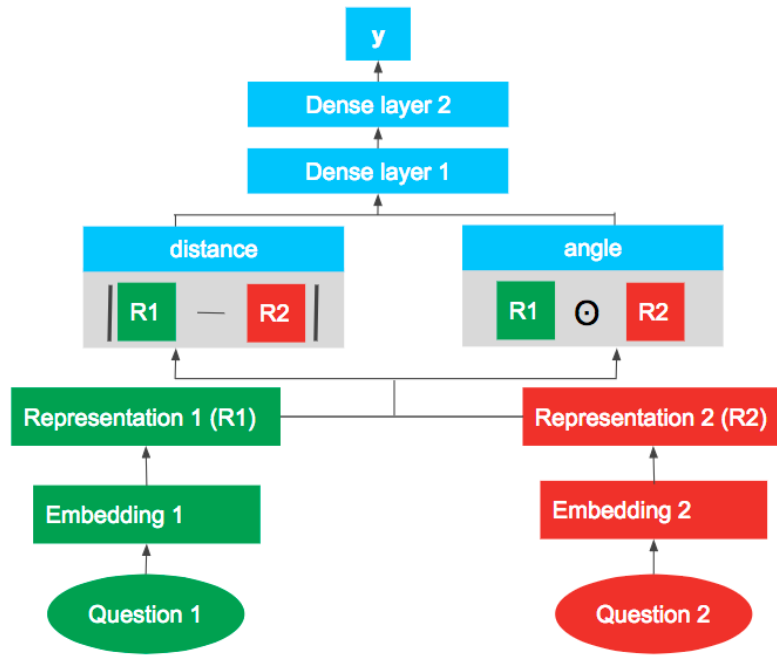 y
Dense layer 2
Dense layer 1
distance
angle
| R1 — R2 |
R1 ⊙ R2
Representation 1 (R1)
Representation 2 (R2)
Embedding 1
Embedding 2
Question 1
Question 2